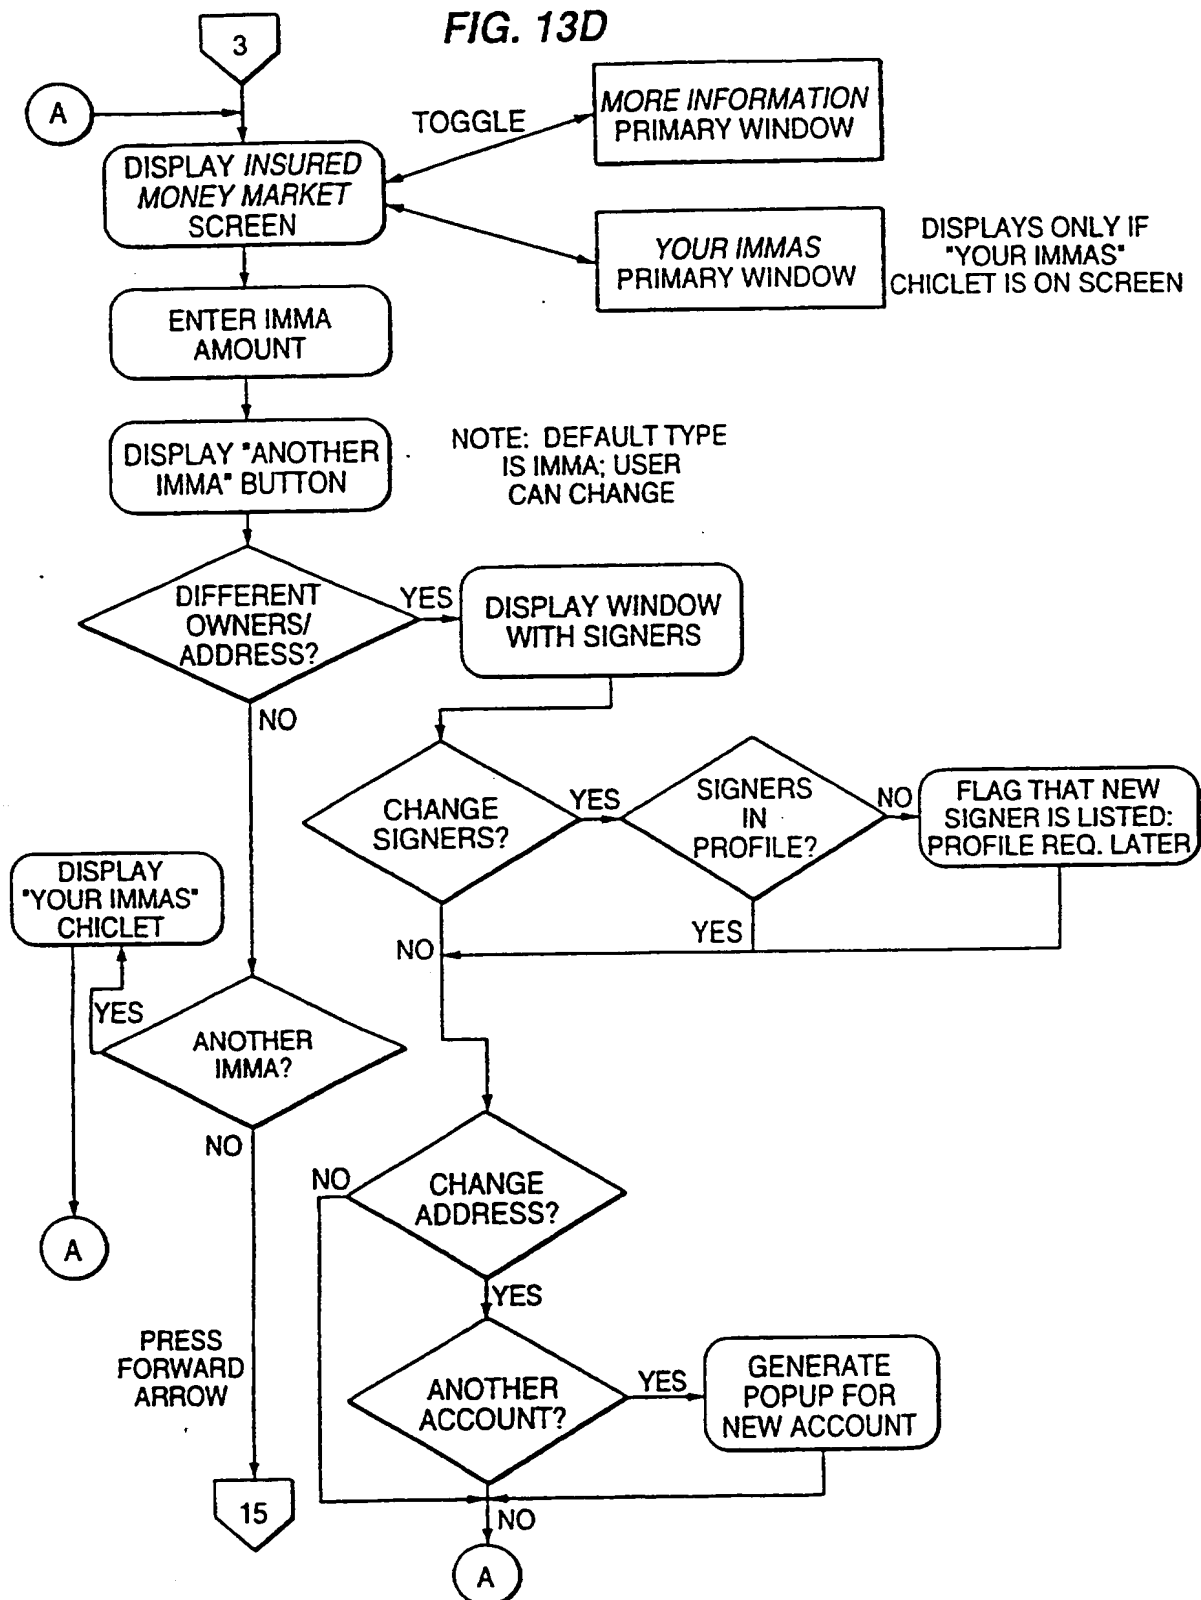 FIG. 13D
3
A
TOGGLE
MORE INFORMATION
PRIMARY WINDOW
DISPLAY INSURED
MONEY MARKET
SCREEN
YOUR IMMAS
PRIMARY WINDOW
DISPLAYS ONLY IF
"YOUR IMMAS"
CHICLET IS ON SCREEN
ENTER IMMA
AMOUNT
DISPLAY "ANOTHER
IMMA" BUTTON
NOTE: DEFAULT TYPE
IS IMMA; USER
CAN CHANGE
DIFFERENT
OWNERS/
ADDRESS?
YES
DISPLAY WINDOW
WITH SIGNERS
NO
CHANGE
SIGNERS?
YES
SIGNERS
IN
PROFILE?
NO
FLAG THAT NEW
SIGNER IS LISTED:
PROFILE REQ. LATER
DISPLAY
"YOUR IMMAS"
CHICLET
YES
NO
YES
ANOTHER
IMMA?
NO
NO
CHANGE
ADDRESS?
A
YES
PRESS
FORWARD
ARROW
ANOTHER
ACCOUNT?
YES
GENERATE
POPUP FOR
NEW ACCOUNT
15
NO
A